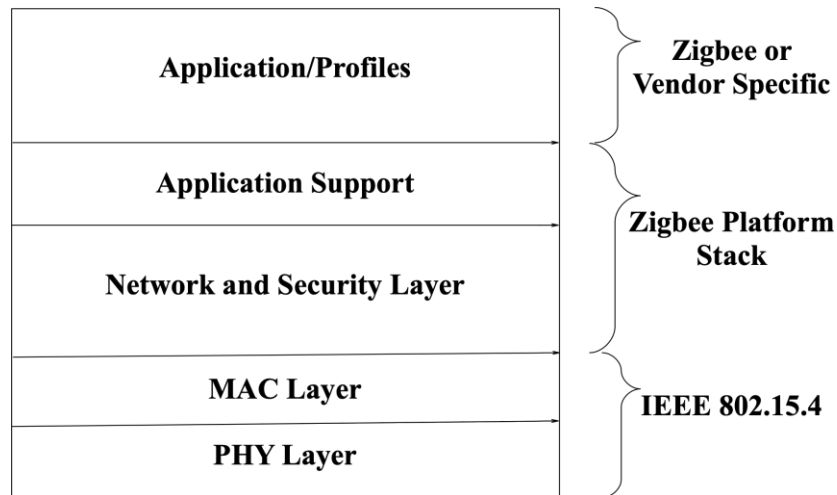 Application/Profiles
Zigbee or
Vendor Specific
Application Support
Zigbee Platform
Stack
Network and Security Layer
MAC Layer
IEEE 802.15.4
PHY Layer